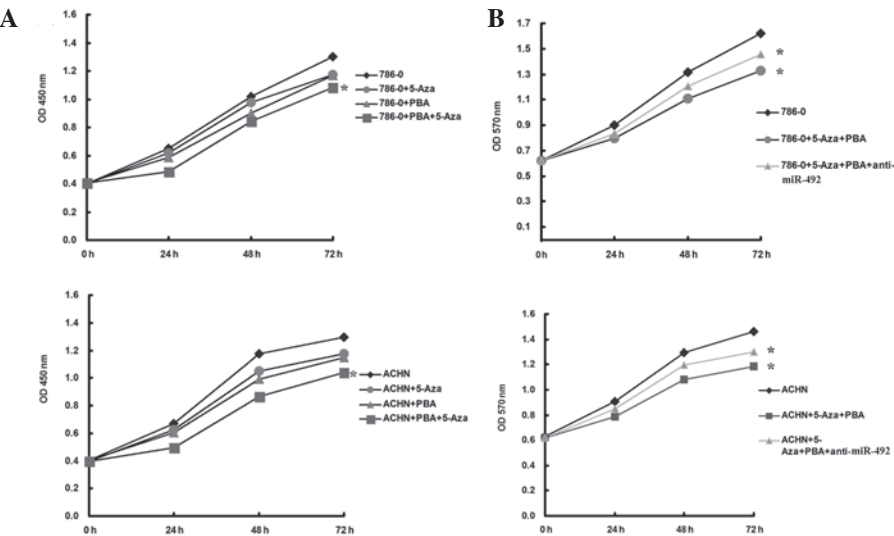 A
B
OD 450 nm
1.6
1.4
1.2
1.0
0.8
0.6
0.4
0.2
0.0
0 h
24 h
48 h
72 h
*
786-0
786-0+5-Aza
786-0+PBA
786-0+PBA+5-Aza
OD 570 nm
1.7
1.5
1.3
1.1
0.9
0.7
0.5
0.3
0.1
0h
24 h
48 h
72 h
*
*
786-0
786-0+5-Aza+PBA
786-0+5-Aza+PBA+anti-
miR-492
OD 450 nm
1.6
1.4
1.2
1.0
0.8
0.6
0.4
0.2
0.0
0 h
24 h
48 h
72 h
*
ACHN
ACHN+5-Aza
ACHN+PBA
ACHN+PBA+5-Aza
OD 570 nm
1.6
1.4
1.2
1.0
0.8
0.6
0.4
0.2
0.0
0 h
24 h
48 h
72 h
*
*
ACHN
ACHN+5-Aza+PBA
ACHN+5-
Aza+PBA+anti-miR-492